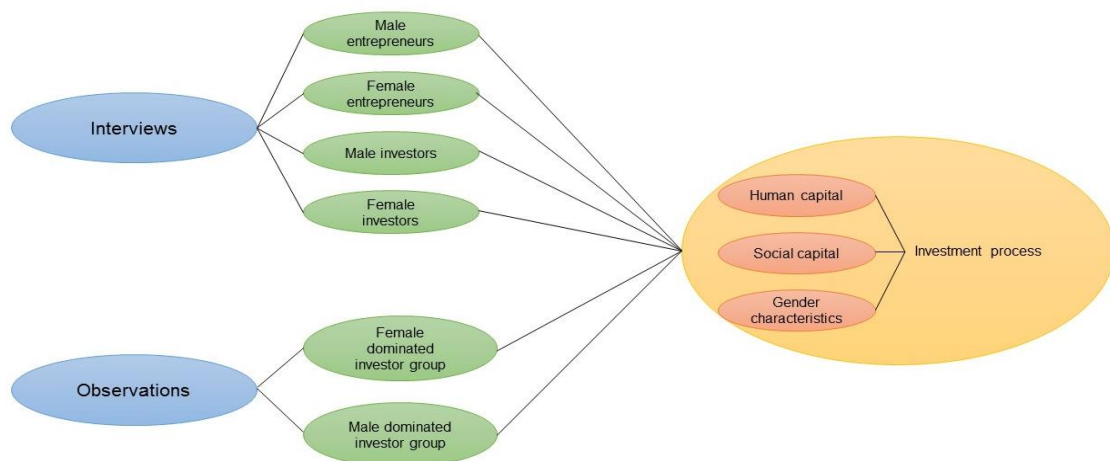 Interviews
Male
entrepreneurs
Female
entrepreneurs
Male investors
Female
investors
Observations
Female
dominated
investor group
Male dominated
investor group
Human capital
Social capital
Gender
characteristics
Investment process